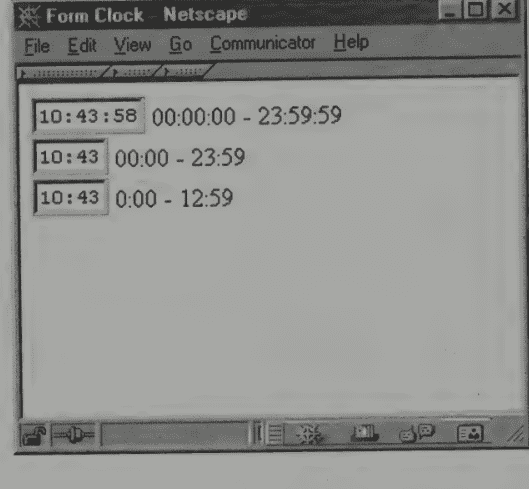 Form Clock - Netscape
File Edit View Go Communicator Help
10:43:58 00:00:00 - 23:59:59
10:43 00:00 - 23:59
10:43 0:00 - 12:59